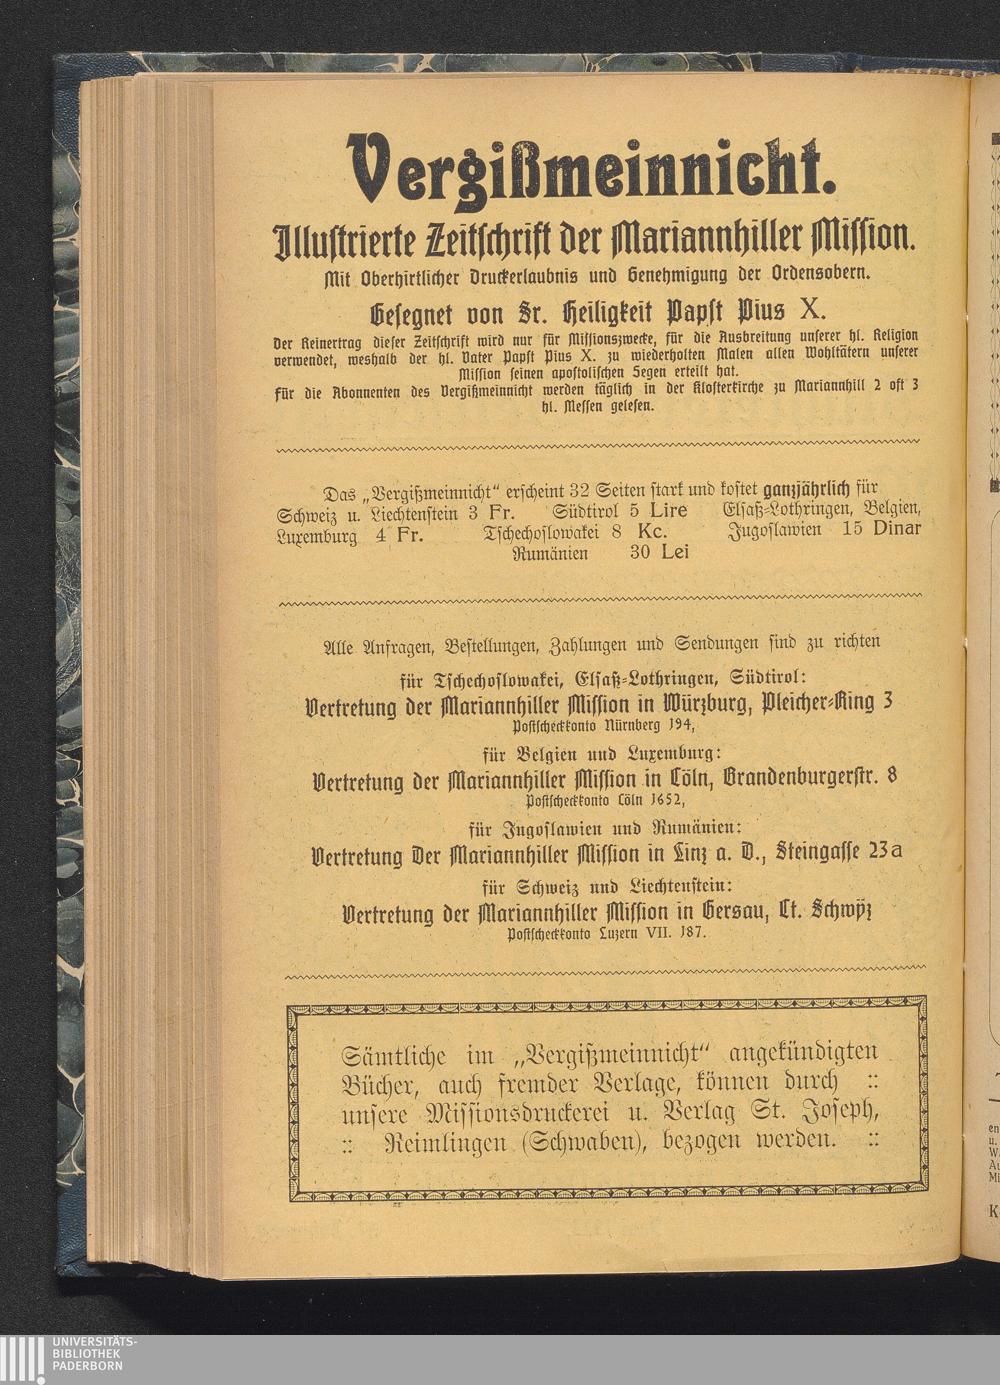 Vergißmeinnicht.
Illustrierte Zeitschrift der Mariannhiller Mission.
Mit Oberhirtlicher Druckerlaubnis und Genehmigung der Ordensobern.
Gesegnet von Sr. Heiligkeit Papst Pius X.
Der Reinertrag dieser Zeitschrift wird nur für Missionszwecke, für die Ausbreitung unserer hl. Religion
verwendet, weshalb der hl. Vater Papst Pius X. zu wiederholten Malen allen Wohltätern unserer
Mission seinen apostolischen Segen erteilt hat.
Für die Abonnenten des Vergißmeinnicht werden täglich in der Klosterkirche zu Mariannhill 2 oft 3
hl. Messen gelesen.
Das „Vergißmeinnicht“ erscheint 32 Seiten stark und kostet ganzjährlich für
Schweiz u. Liechtenstein 3 Fr. Südtirol 5 Lire Elsaß-Lothringen, Belgien,
Luxemburg 4 Fr. Tschechoslowakei 8 Kc. Jugoslawien 15 Dinar
Rumänien 30 Lei
Alle Anfragen, Bestellungen, Zahlungen und Sendungen sind zu richten
für Tschechoslowakei, Elsaß-Lothringen, Südtirol:
Vertretung der Mariannhiller Mission in Würzburg, Pleicher-Ring 3
Postscheckkonto Nürnberg 194,
für Belgien und Luxemburg:
Vertretung der Mariannhiller Mission in Cöln, Brandenburgerstr. 8
Postscheckkonto Cöln 1652,
für Jugoslawien und Rumänien:
Vertretung Der Mariannhiller Mission in Linz a. D., Steingasse 23a
für Schweiz und Liechtenstein:
Vertretung der Mariannhiller Mission in Gersau, Ct. Schwÿz
Postscheckkonto Luzern VII. 187.
Sämtliche im „Vergißmeinnicht“ angekündigten
Bücher, auch fremder Verlage, können durch ::
unsere Missionsdruckerei u. Verlag St. Joseph,
:: Reimlingen (Schwaben), bezogen werden. ::
en
u.
Mi
UNIVERSITÄTS-
BIBLIOTHEK
PADERBORN